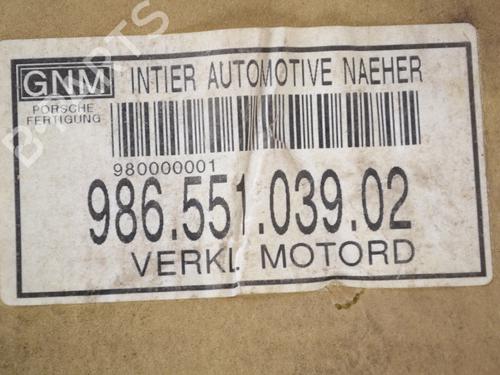 GNM INTIER AUTOMOTIVE NAEHER
PORSCHE
FERTIGUNG
980000001
986.551.039.02
VERKL MOTORD